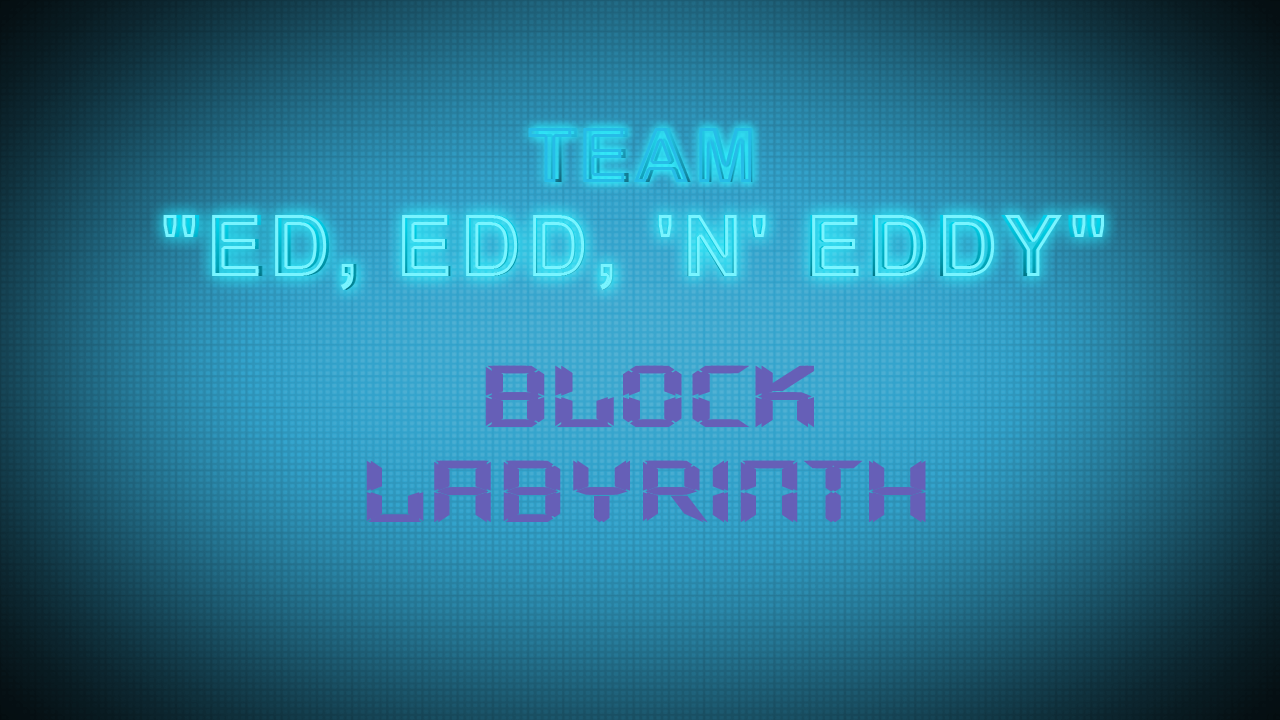 TEAM
"ED, EDD, 'N' EDDY"
BLOCK
LABYRINTH